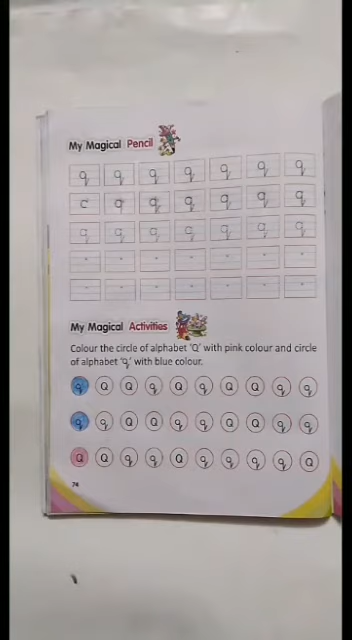 My Magical Pencil
q q q q q q q
c q q q q q q
q q q q q q q
My Magical Activities
Colour the circle of alphabet 'Q' with pink colour and circle
of alphabet 'q' with blue colour.
q Q Q q Q q Q Q q q
q q Q Q q q Q Q q q
Q Q q q Q q q q q Q
74